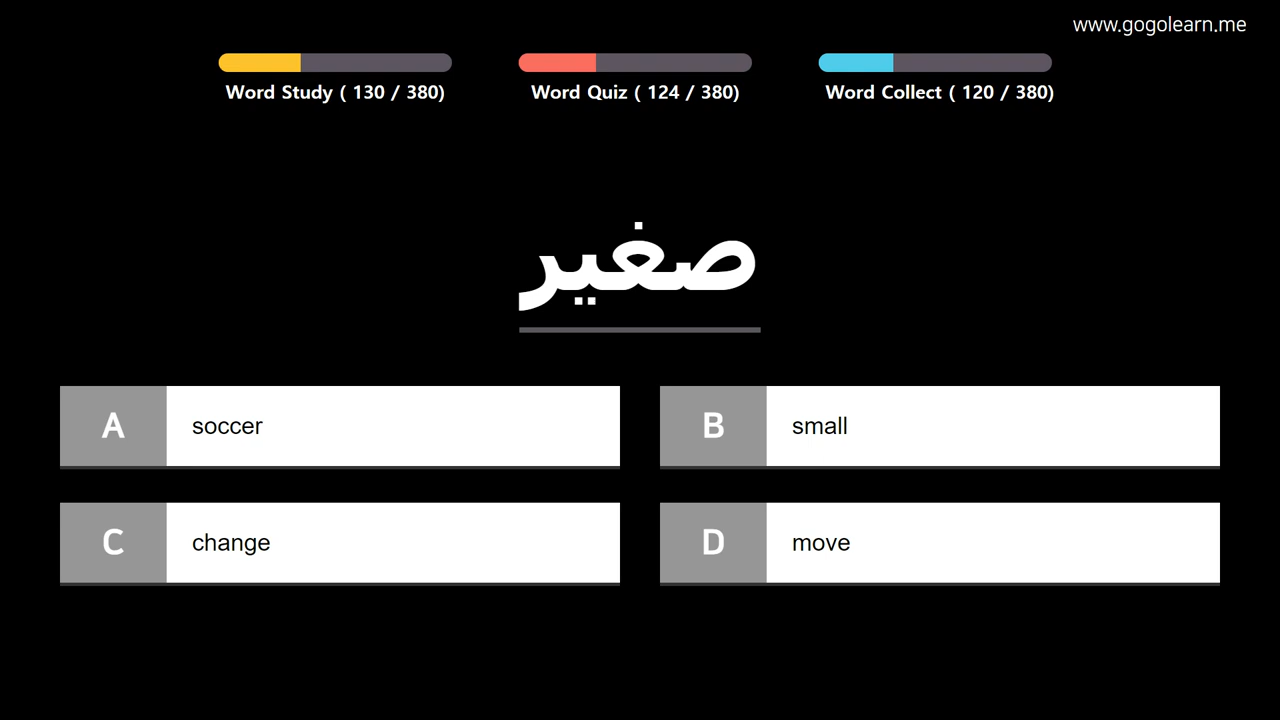 www.gogolearn.me
Word Study ( 130 / 380)
Word Quiz ( 124 / 380)
Word Collect ( 120 / 380)
صغير
A soccer
B small
C change
D move